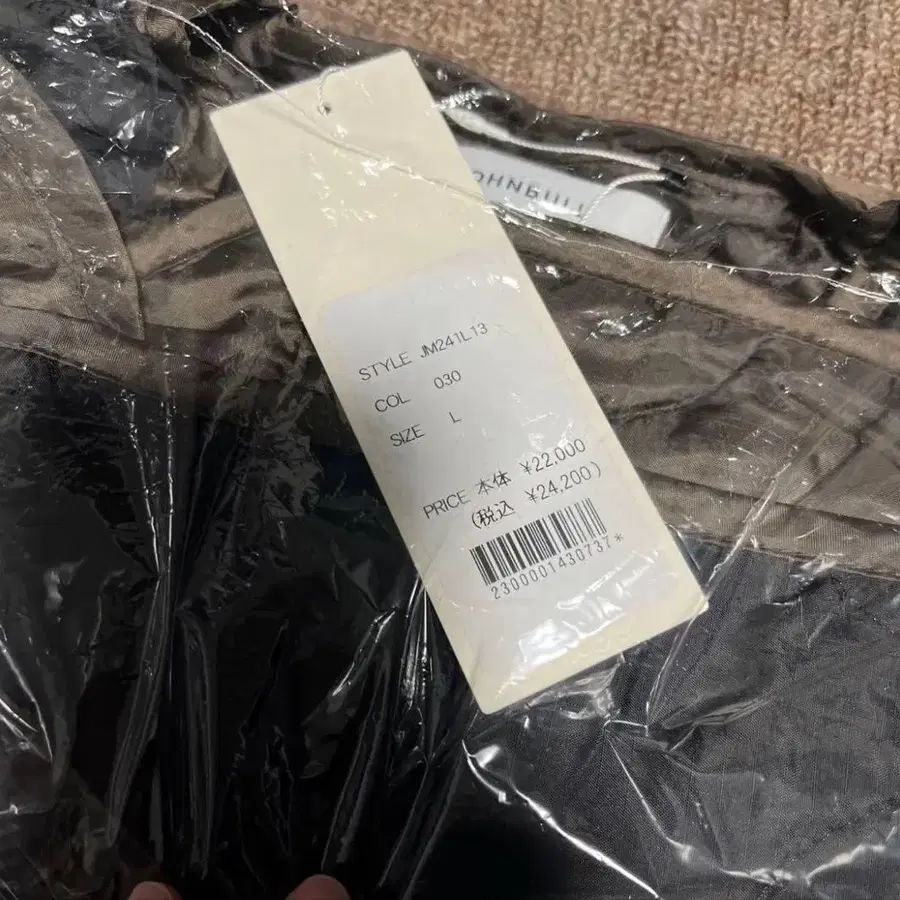 JOHNBULL
STYLE JM241L13
COL 030
SIZE L
PRICE 本体 ¥22,000
(税込 ¥24,200)
2300001430737*